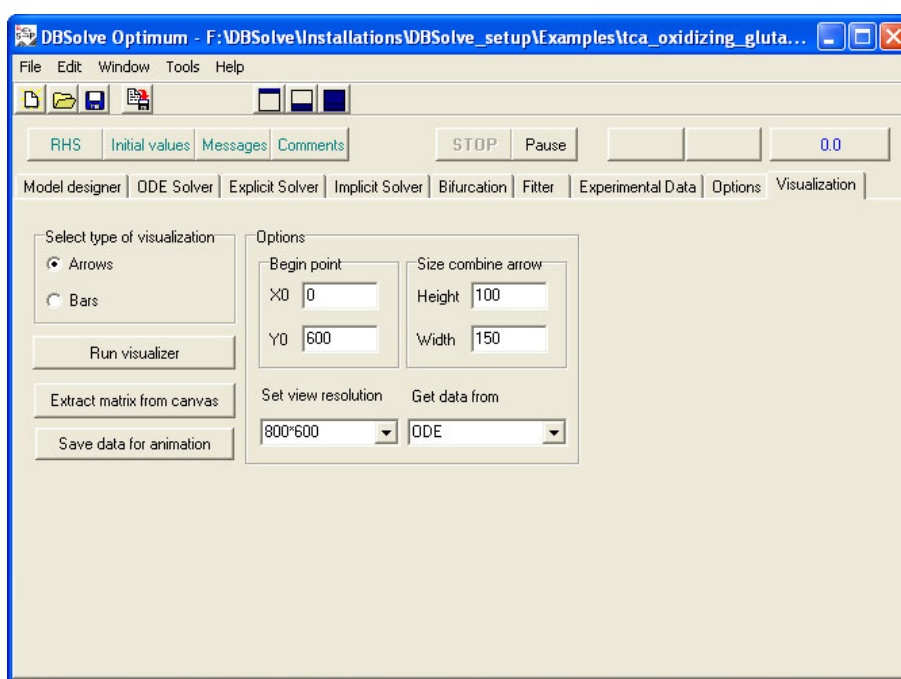 DBSolve Optimum - F:\DBSolve\Installations\DBSolve_setup\Examples\tca_oxidizing_gluta...
File Edit Window Tools Help
RHS Initial values Messages Comments STOP Pause 0.0
Model designer ODE Solver Explicit Solver Implicit Solver Bifurcation Fitter Experimental Data Options Visualization
Select type of visualization
Arrows
Bars
Run visualizer
Extract matrix from canvas
Save data for animation
Options
Begin point
X0 0
Y0 600
Size combine arrow
Height 100
Width 150
Set view resolution
800*600
Get data from
ODE